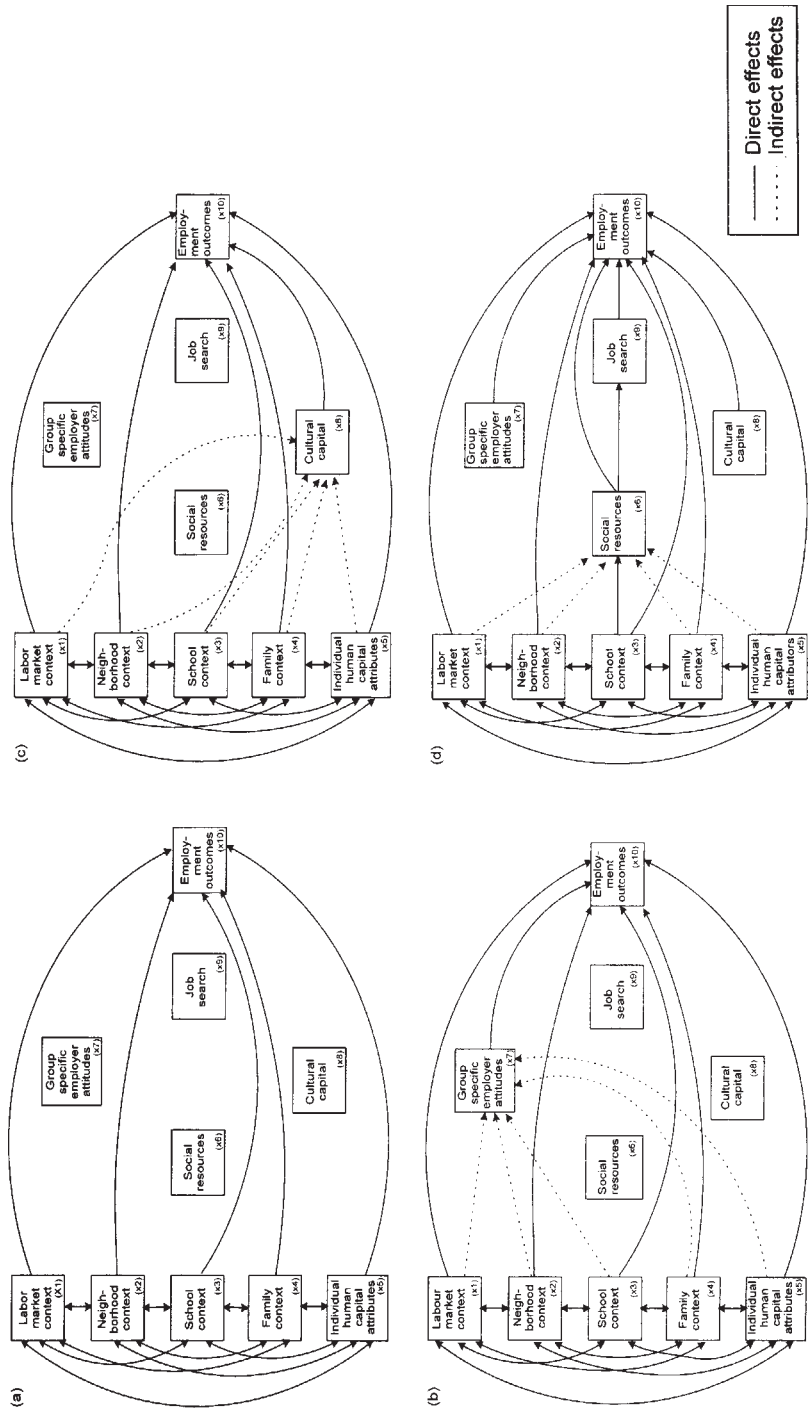 (a)
Labor
market
context
(X1)
Neigh-
borhood
context
(x2)
School
context
(x3)
Family
context
(x4)
Individual
human
capital
attributes
(x5)
Social
resources
(x6)
Group
specific
employer
attitudes
(x7)
Cultural
capital
(x8)
Job
search
(x9)
Employ-
ment
outcomes
(x10)
(b)
Labour
market
context
(x1)
Neigh-
borhood
context
(x2)
School
context
(x3)
Family
context
(x4)
Individual
human
capital
attributes
(x5)
Social
resources
(x6)
Group
specific
employer
attitudes
(x7)
Cultural
capital
(x8)
Job
search
(x9)
Employ-
ment
outcomes
(x10)
(c)
Labor
market
context
(x1)
Neigh-
borhood
context
(x2)
School
context
(x3)
Family
context
(x4)
Individual
human
capital
attributes
(x5)
Social
resources
(x6)
Group
specific
employer
attitudes
(x7)
Cultural
capital
(x8)
Job
search
(x9)
Employ-
ment
outcomes
(x10)
(d)
Labor
market
context
(x1)
Neigh-
borhood
context
(x2)
School
context
(x3)
Family
context
(x4)
Individual
human
capital
attributors
(x5)
Social
resources
(x6)
Group
specific
employer
attitudes
(x7)
Cultural
capital
(x8)
Job
search
(x9)
Employ-
ment
outcomes
(x10)
Direct effects
Indirect effects